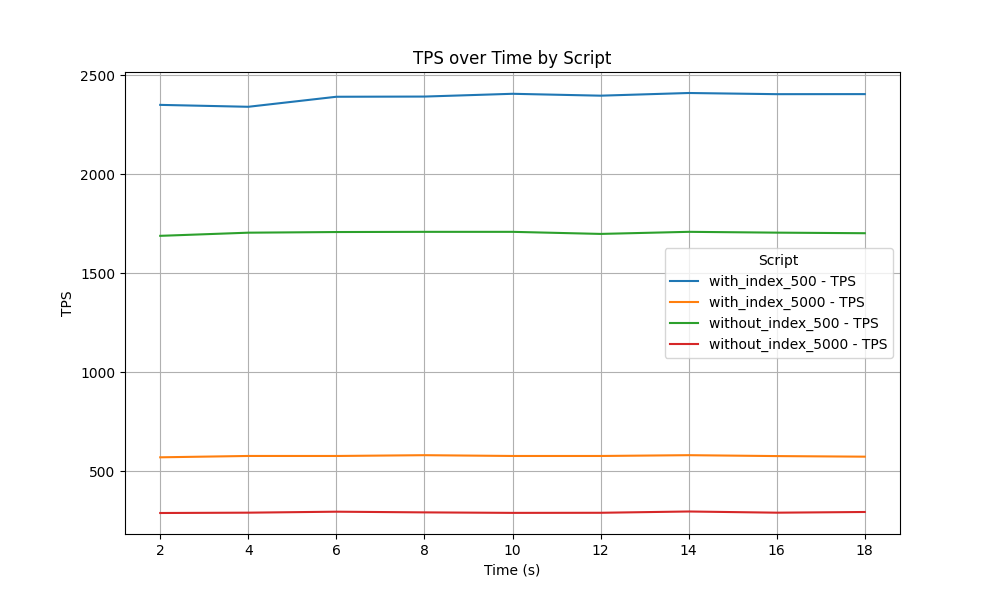 TPS over Time by Script
2500
2000
1500
1000
500
TPS
Script
with_index_500 - TPS
with_index_5000 - TPS
without_index_500 - TPS
without_index_5000 - TPS
2 4 6 8 10 12 14 16 18
Time (s)